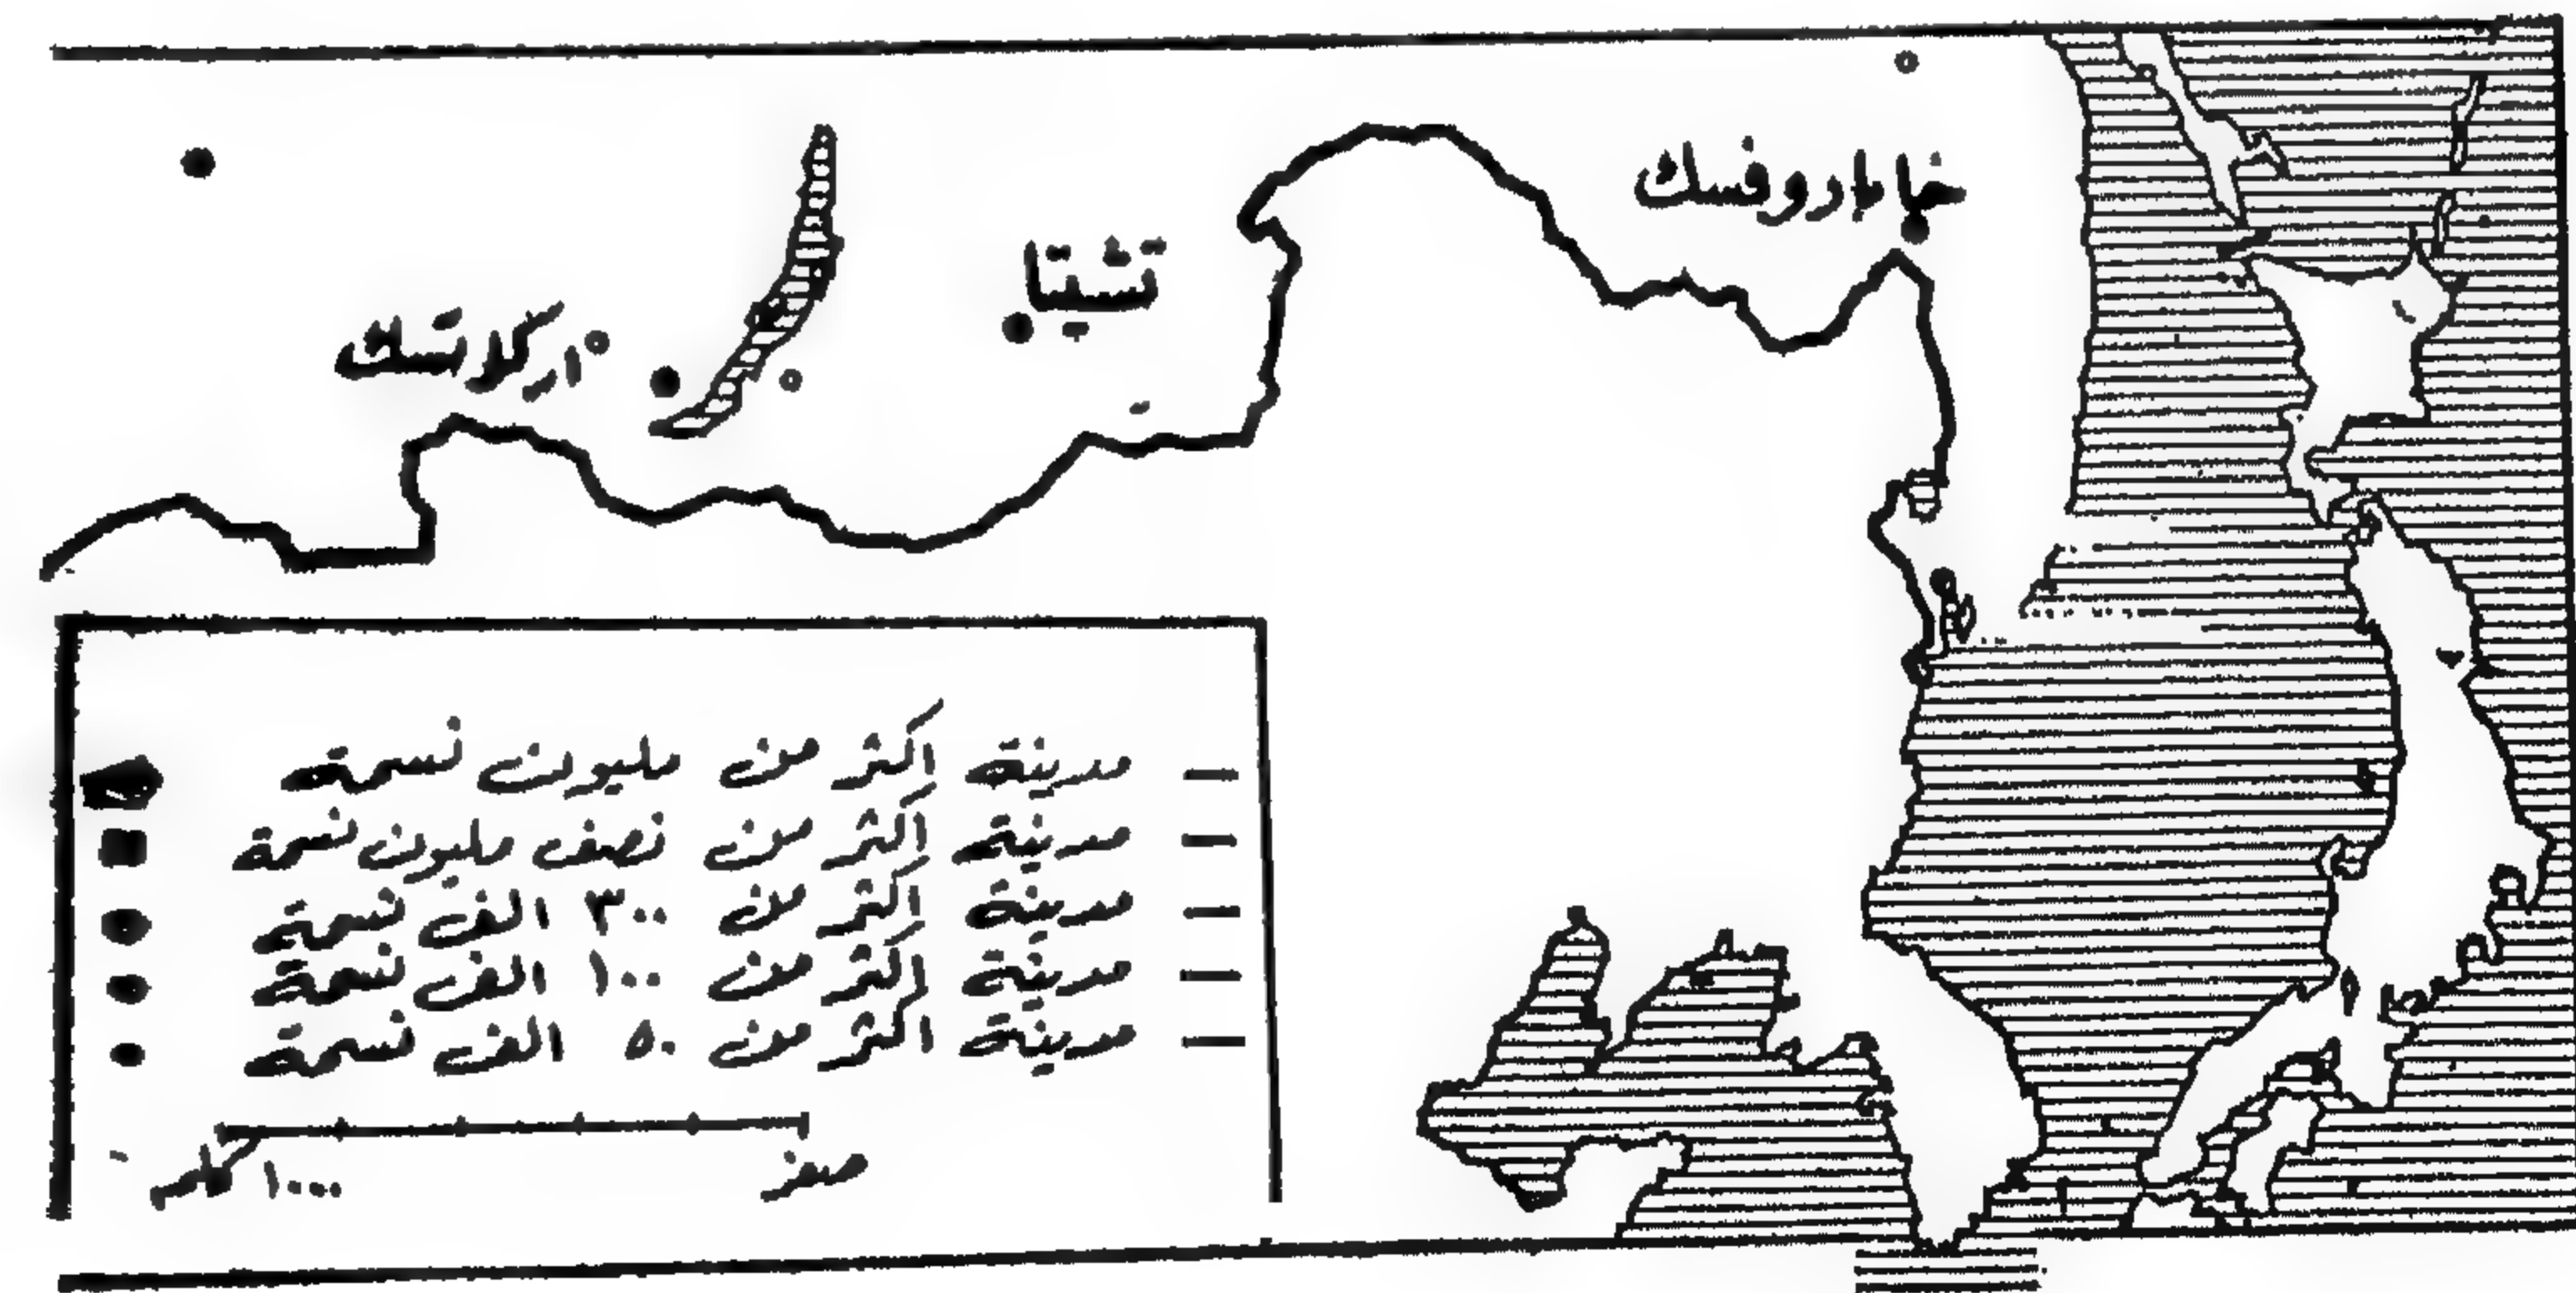 خاباروفسك
تشيتا
اركلاتسك
— مدينة اكثر من مليون نسمة
— مدينة اكثر من نصف مليون نسمة
— مدينة اكثر من ٣٠٠ الف نسمة
— مدينة اكثر من ١٠٠ الف نسمة
— مدينة اكثر من ٥٠ الف نسمة
صفر ١٠٠٠ كلم